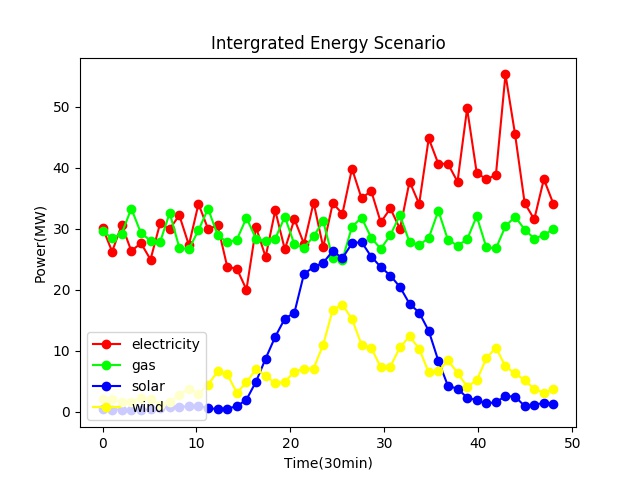 Intergrated Energy Scenario
Power(MW)
50
40
30
20
10
0
electricity
gas
solar
wind
0 10 20 30 40 50
Time(30min)